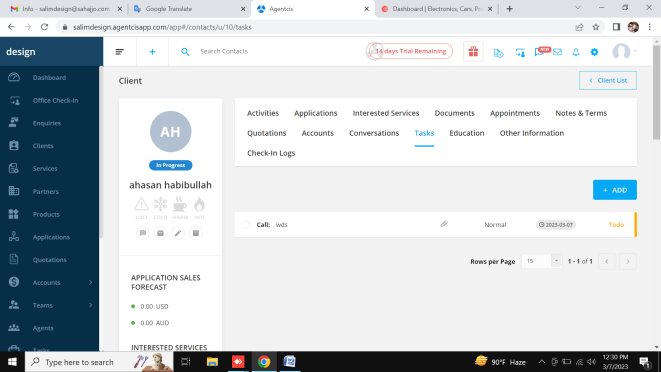 Info - salimdesign@sahajjo.com
Google Translate
Agentcis
Dashboard | Electronics, Cars, Po
salimdesign.agentcisapp.com/app#/contacts/u/10/tasks
design
Search Contacts
14 days Trial Remaining
NEW
Dashboard
Office Check-In
Enquiries
Clients
Services
Partners
Products
Applications
Quotations
Accounts
Teams
Agents
Tasks
Client
Client List
AH
In Progress
ahasan habibullah
LOST COLD WARM HOT
APPLICATION SALES
FORECAST
0.00 USD
0.00 AUD
INTERESTED SERVICES
Activities Applications Interested Services Documents Appointments Notes & Terms
Quotations Accounts Conversations Tasks Education Other Information
Check-In Logs
+ ADD
Call: wds Normal 2023-03-07 Todo
Rows per Page 15 1 - 1 of 1
Type here to search
90°F Haze
12:30 PM
3/7/2023
1